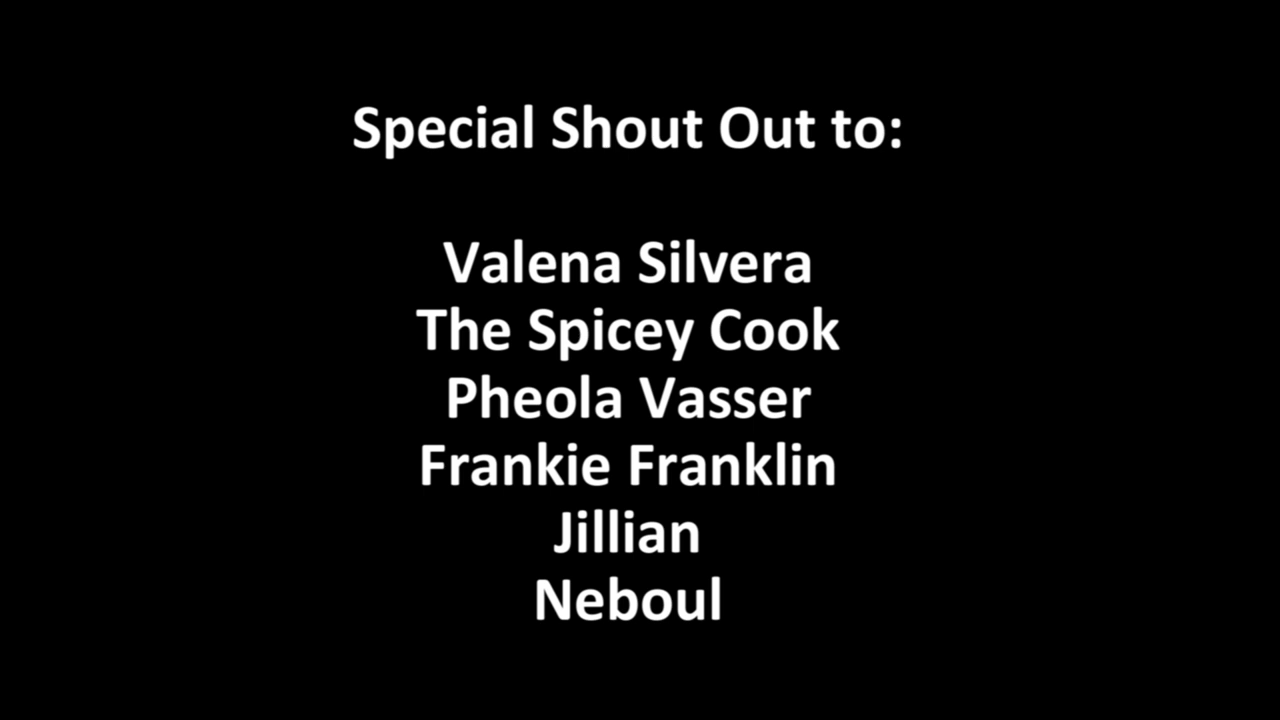 Special Shout Out to:
Valena Silvera
The Spicey Cook
Pheola Vasser
Frankie Franklin
Jillian
Neboul